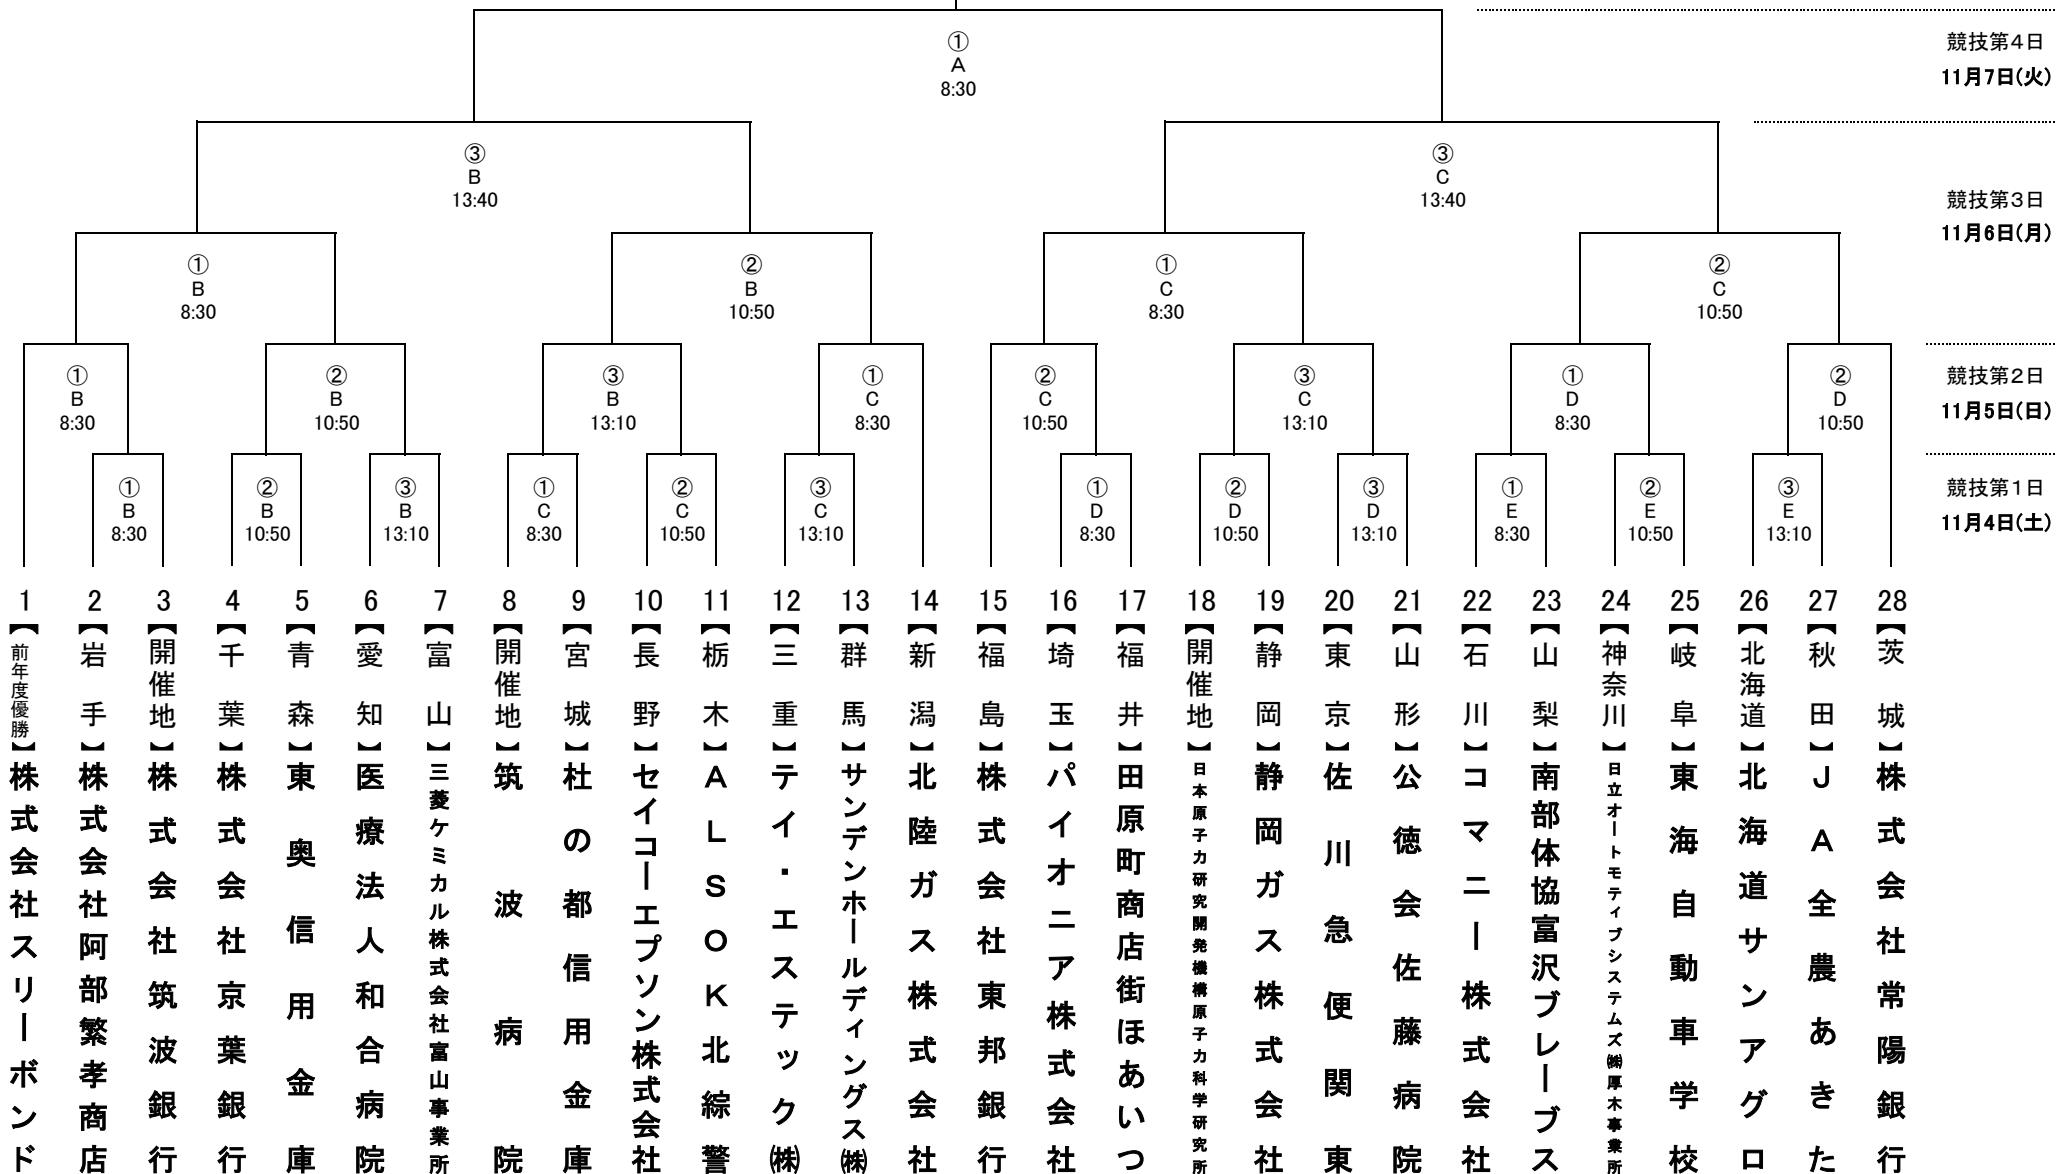 ①
A
8:30
競技第4日
11月7日(火)
③
B
13:40
③
C
13:40
競技第3日
11月6日(月)
①
B
8:30
②
B
10:50
①
C
8:30
②
C
10:50
①
B
8:30
②
B
10:50
③
B
13:10
①
C
8:30
②
C
10:50
③
C
13:10
①
D
8:30
②
D
10:50
競技第2日
11月5日(日)
①
B
8:30
②
B
10:50
③
B
13:10
①
C
8:30
②
C
10:50
③
C
13:10
①
D
8:30
②
D
10:50
③
D
13:10
①
E
8:30
②
E
10:50
③
E
13:10
競技第1日
11月4日(土)
1【前年度優勝】株式会社スリーボンド
2【岩手】株式会社阿部繁孝商店
3【開催地】株式会社筑波銀行
4【千葉】株式会社京葉銀行
5【青森】東奥信用金庫
6【愛知】医療法人和合病院
7【富山】三菱ケミカル株式会社富山事業所
8【開催地】筑波病院
9【宮城】杜の都信用金庫
10【長野】セイコーエプソン株式会社
11【栃木】ALSOK北綜警
12【三重】テイ・エステック㈱
13【群馬】サンデンホールディングス㈱
14【新潟】北陸ガス株式会社
15【福島】株式会社東邦銀行
16【埼玉】パイオニア株式会社
17【福井】田原町商店街ほあいつ
18【開催地】日本原子力研究開発機構原子力科学研究所
19【静岡】静岡ガス株式会社
20【東京】佐川急便関東
21【山形】公徳会佐藤病院
22【石川】コマニー株式会社
23【山梨】南部体協富沢ブレーブス
24【神奈川】日立オートモティブシステムズ㈱厚木事業所
25【岐阜】東海自動車学校
26【北海道】北海道サンアグロ
27【秋田】JA全農あきた
28【茨城】株式会社常陽銀行